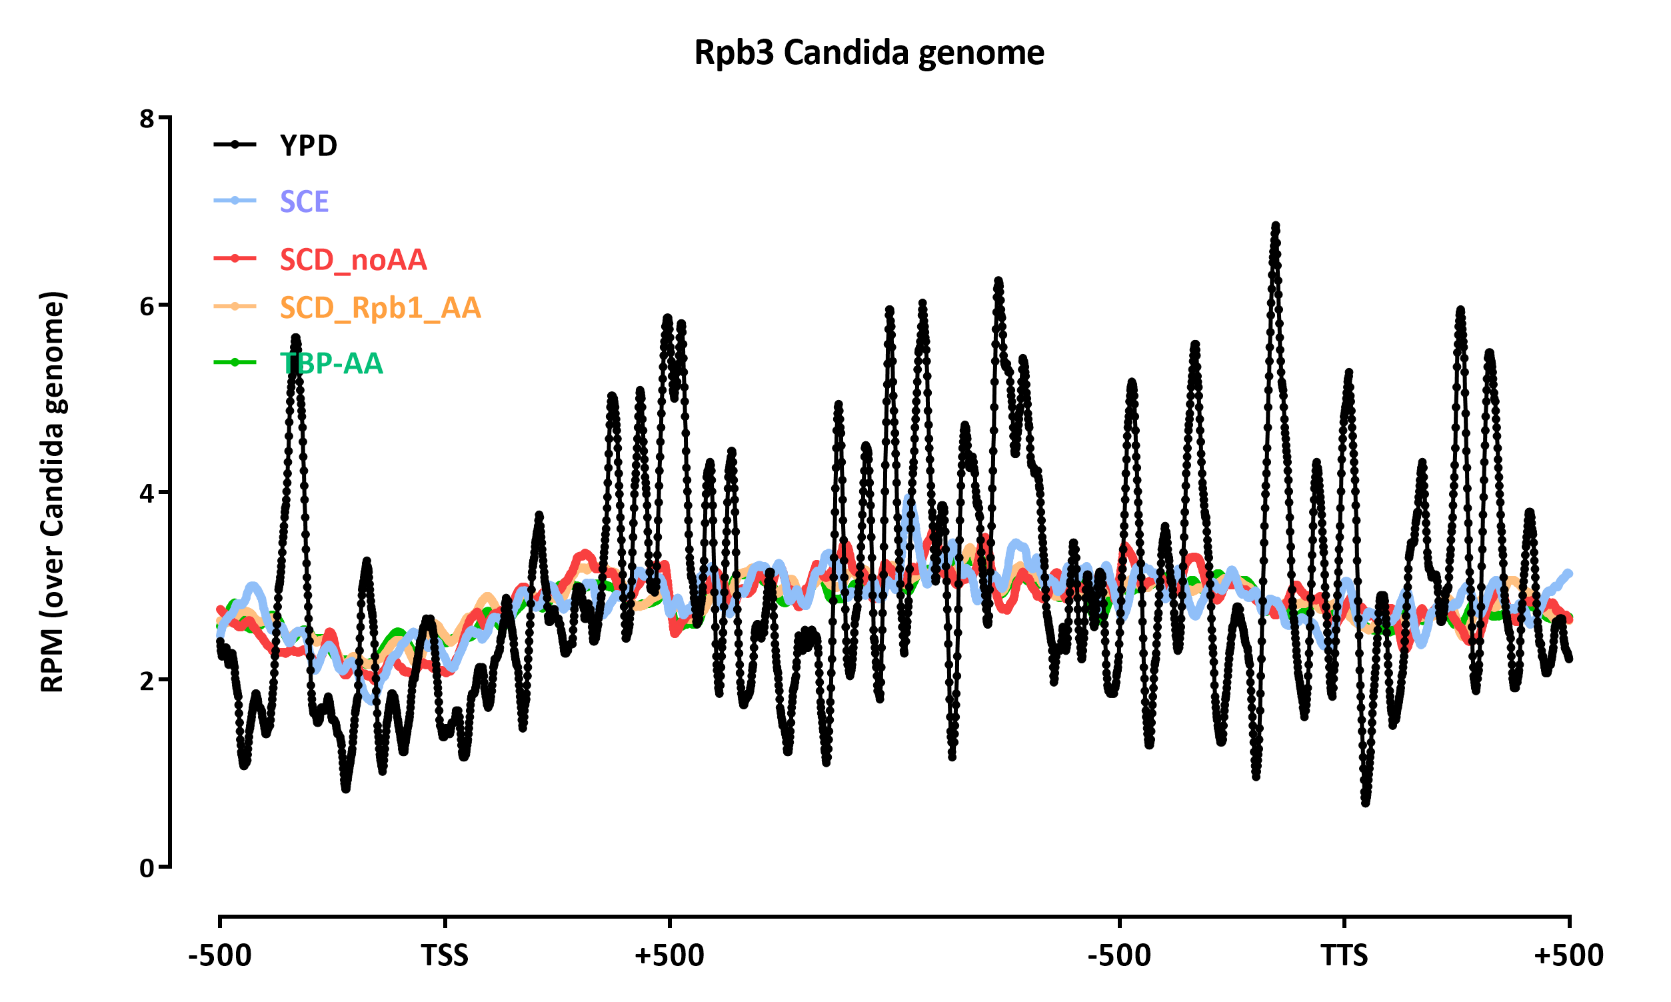 Rpb3 Candida genome
RPM (over Candida genome)
8
6
4
2
0
YPD
SCE
SCD_noAA
SCD_Rpb1_AA
TBP-AA
-500 TSS +500 -500 TTS +500